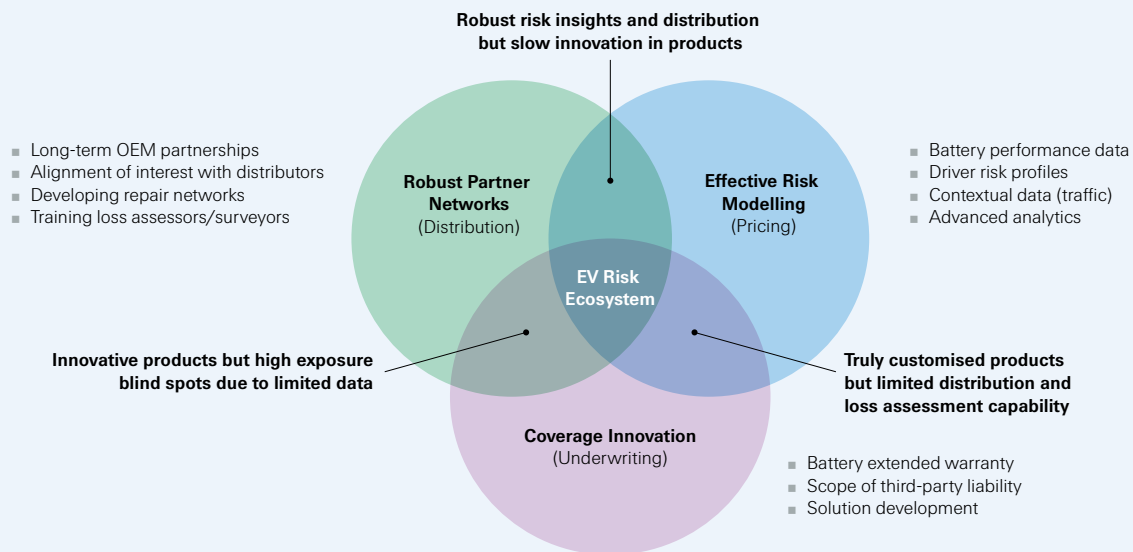 Robust risk insights and distribution
but slow innovation in products
Long-term OEM partnerships
Alignment of interest with distributors
Developing repair networks
Training loss assessors/surveyors
Robust Partner
Networks
(Distribution)
Effective Risk
Modelling
(Pricing)
Battery performance data
Driver risk profiles
Contextual data (traffic)
Advanced analytics
EV Risk
Ecosystem
Innovative products but high exposure
blind spots due to limited data
Truly customised products
but limited distribution and
loss assessment capability
Coverage Innovation
(Underwriting)
Battery extended warranty
Scope of third-party liability
Solution development